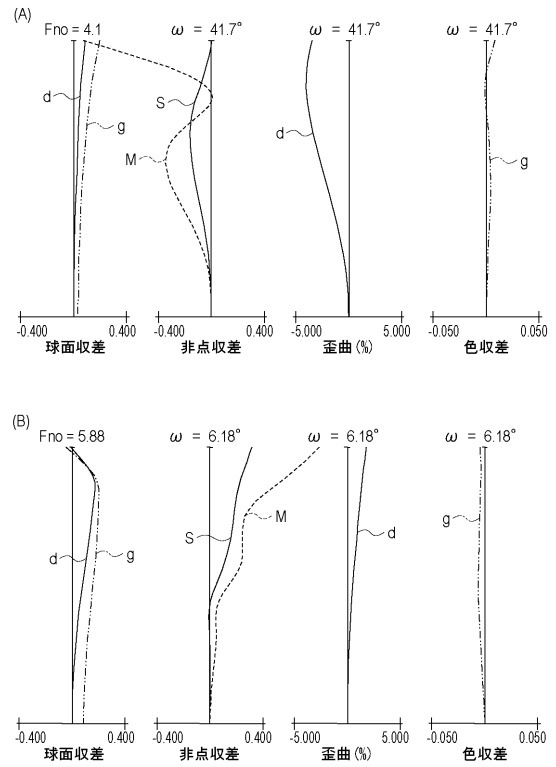 (A)
Fno = 4.1
ω = 41.7°
ω = 41.7°
ω = 41.7°
d
g
S
M
d
g
-0.400 0.400
-0.400 0.400
-5.000 5.000
-0.050 0.050
球面収差
非点収差
歪曲(%)
色収差
(B)
Fno = 5.88
ω = 6.18°
ω = 6.18°
ω = 6.18°
d
g
S
M
d
g
-0.400 0.400
-0.400 0.400
-5.000 5.000
-0.050 0.050
球面収差
非点収差
歪曲(%)
色収差